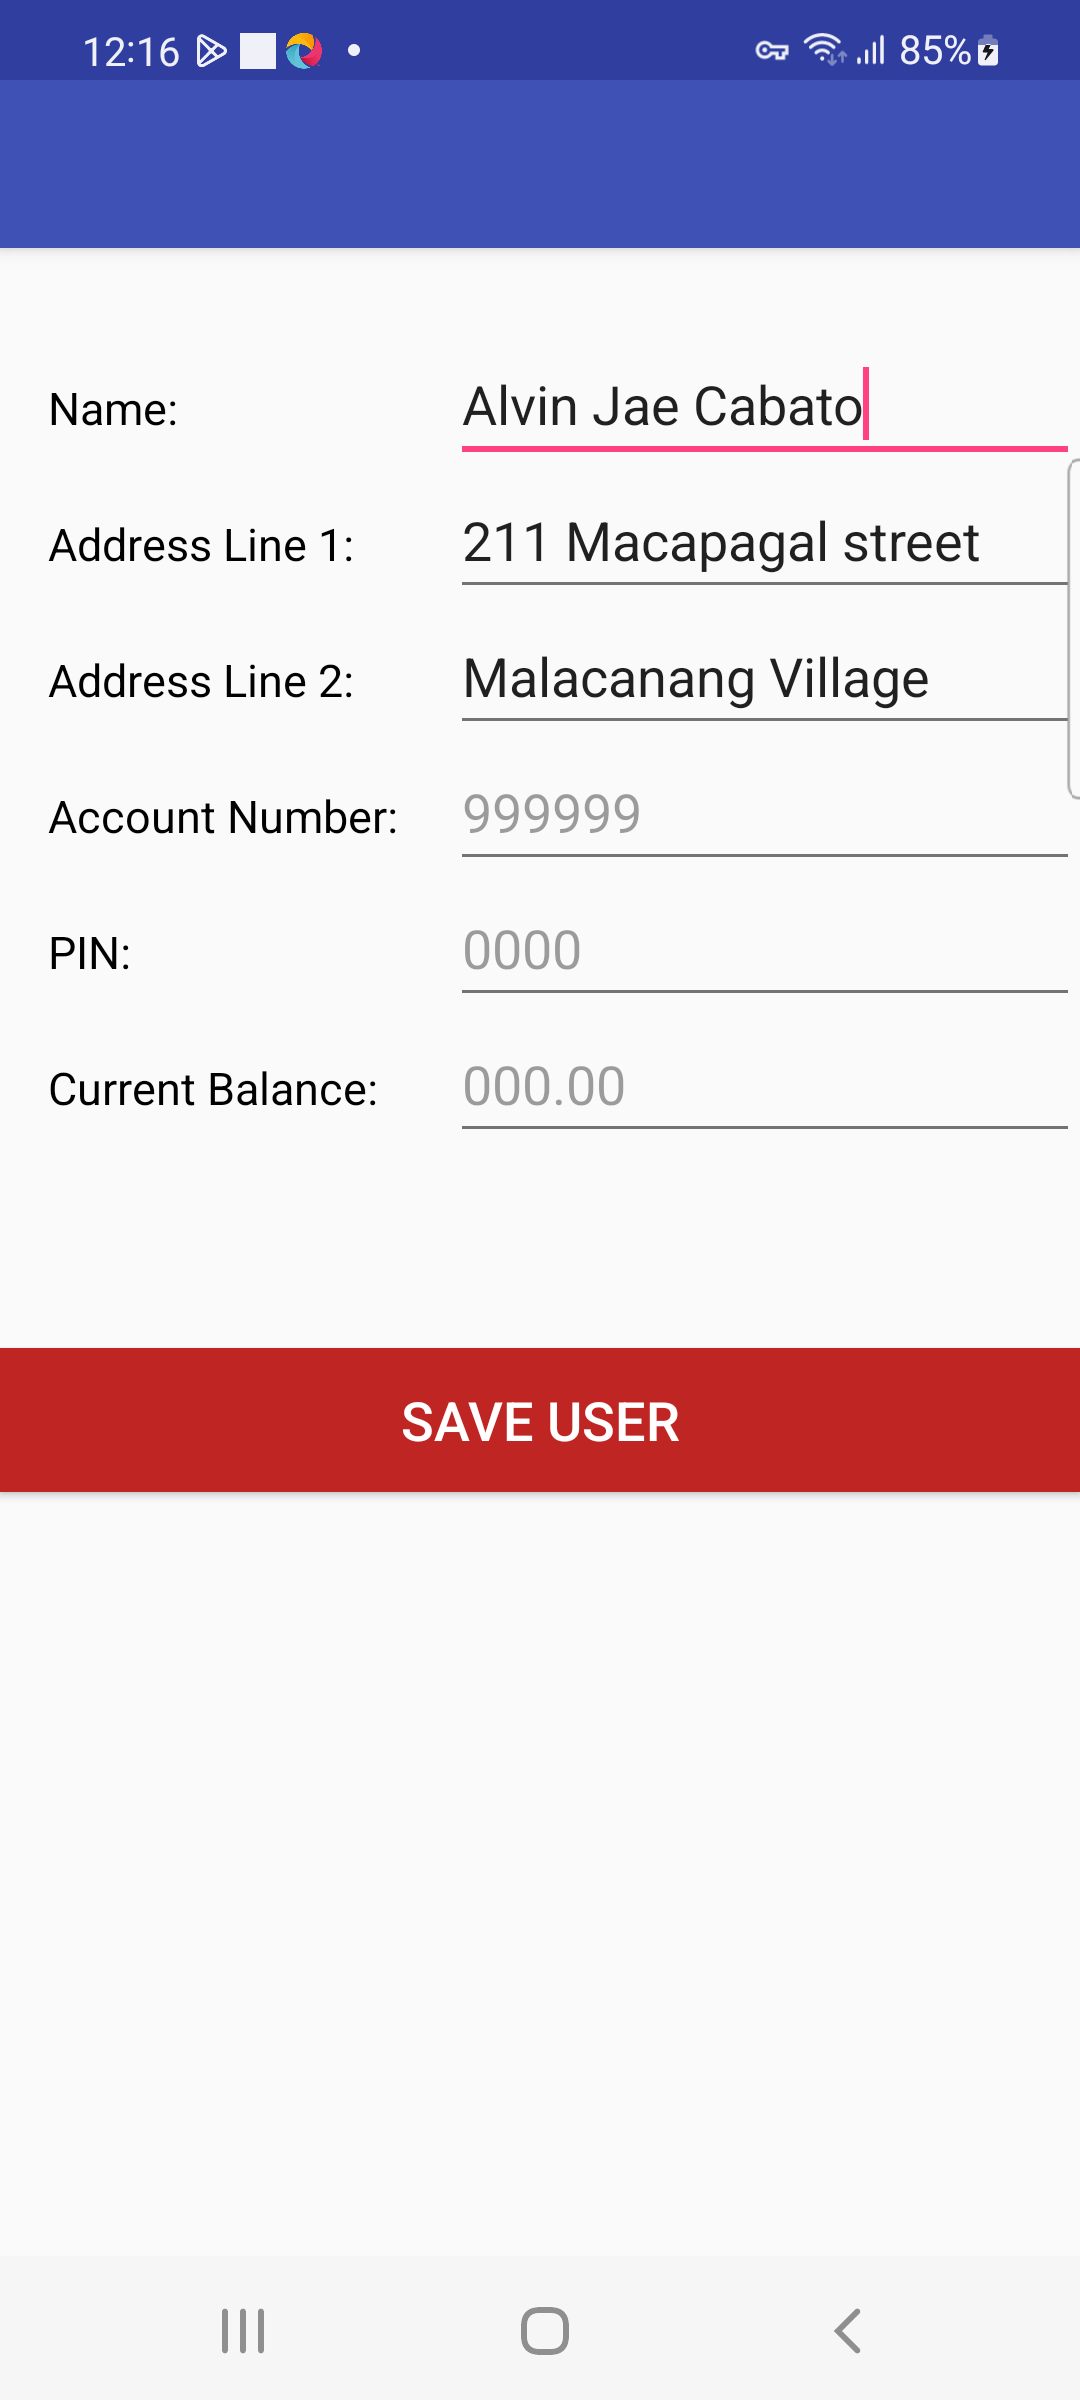 12:16 85%
Name: Alvin Jae Cabato
Address Line 1: 211 Macapagal street
Address Line 2: Malacanang Village
Account Number: 999999
PIN: 0000
Current Balance: 000.00
SAVE USER